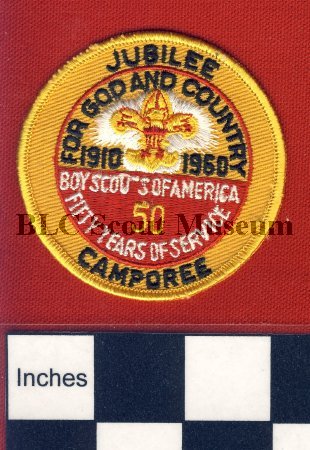 JUBILEE
FOR GOD AND COUNTRY
1910 1960
BOY SCOUTS OF AMERICA
50
FIFTY YEARS OF SERVICE
CAMPOREE
BLC Scout Museum
Inches